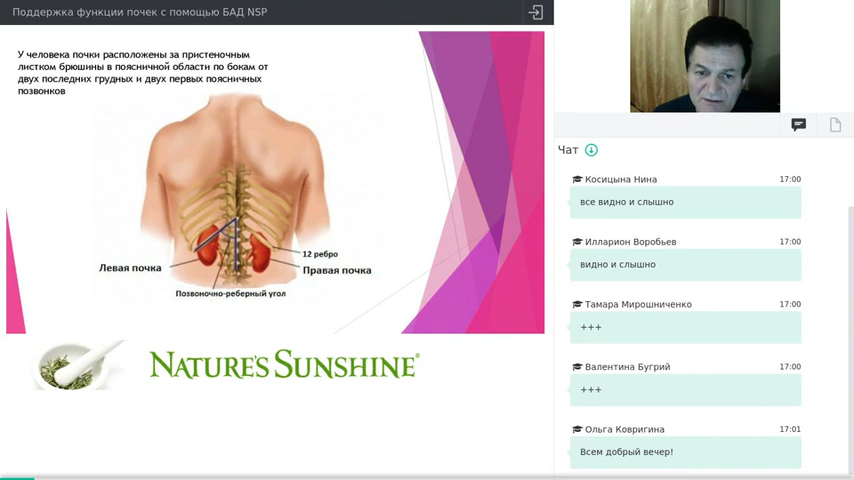 Поддержка функции почек с помощью БАД NSP
У человека почки расположены за пристеночным
листком брюшины в поясничной области по бокам от
двух последних грудных и двух первых поясничных
позвонков
12 ребро
Левая почка
Правая почка
Позвоночно-реберный угол
NATURE'S SUNSHINE®
Чат
Косицына Нина 17:00
все видно и слышно
Илларион Воробьев 17:00
видно и слышно
Тамара Мирошниченко 17:00
+++
Валентина Бугрий 17:00
+++
Ольга Ковригина 17:01
Всем добрый вечер!